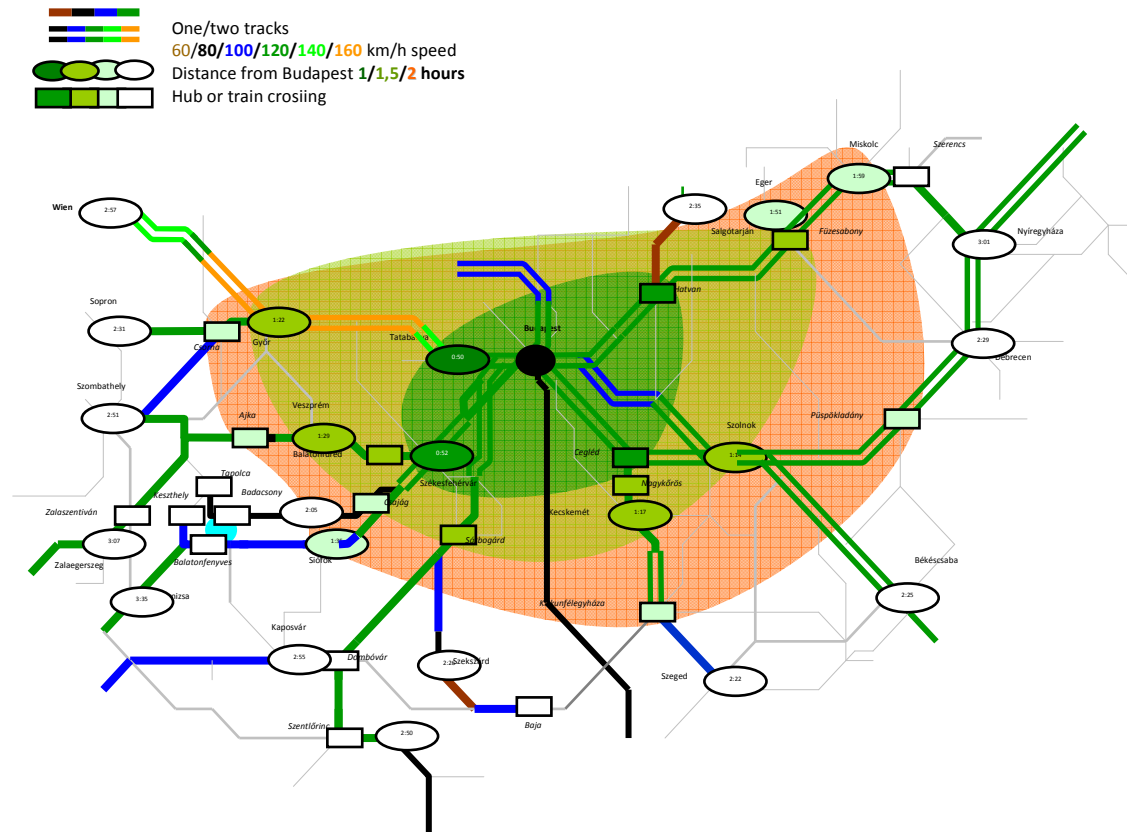 One/two tracks
60/80/100/120/140/160 km/h speed
Distance from Budapest 1/1,5/2 hours
Hub or train crosiing
Miskolc
Szerencs
1:59
Eger
Wien
2:57
2:35
1:51
Salgótarján
Füzesabony
Nyíregyháza
3:01
Hatvan
Sopron
2:31
1:22
Győr
Tatabánya
Budapest
0:50
2:29
Debrecen
Szombathely
2:51
Ajka
Veszprém
1:29
Balatonfüred
0:52
Székesfehérvár
Cegléd
Szolnok
1:14
Püspökladány
Tapolca
Keszthely
Badacsony
2:05
Csajág
Nagykőrös
Kecskemét
1:17
Zalaszentiván
3:07
Zalaegerszeg
Balatonfenyves
Siófok
Sárbogárd
Békéscsaba
2:25
3:35
Kiskunfélegyháza
Kaposvár
2:55
Dombóvár
Szekszárd
Szeged
2:22
Szentlőrinc
2:50
Baja